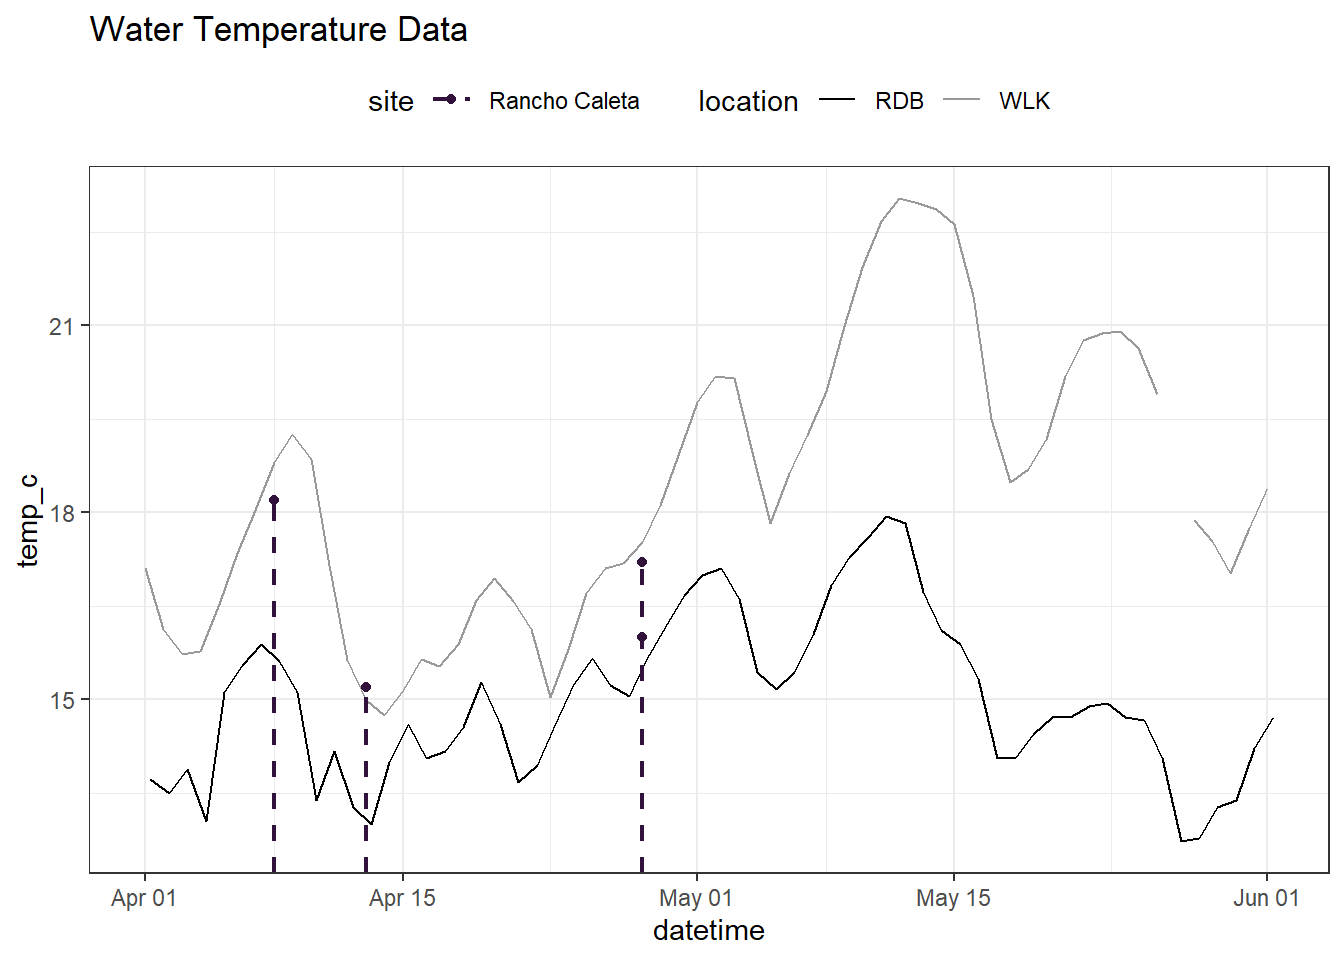 Water Temperature Data
site Rancho Caleta location RDB WLK
21
18
15
temp_c
Apr 01 Apr 15 May 01 May 15 Jun 01
datetime